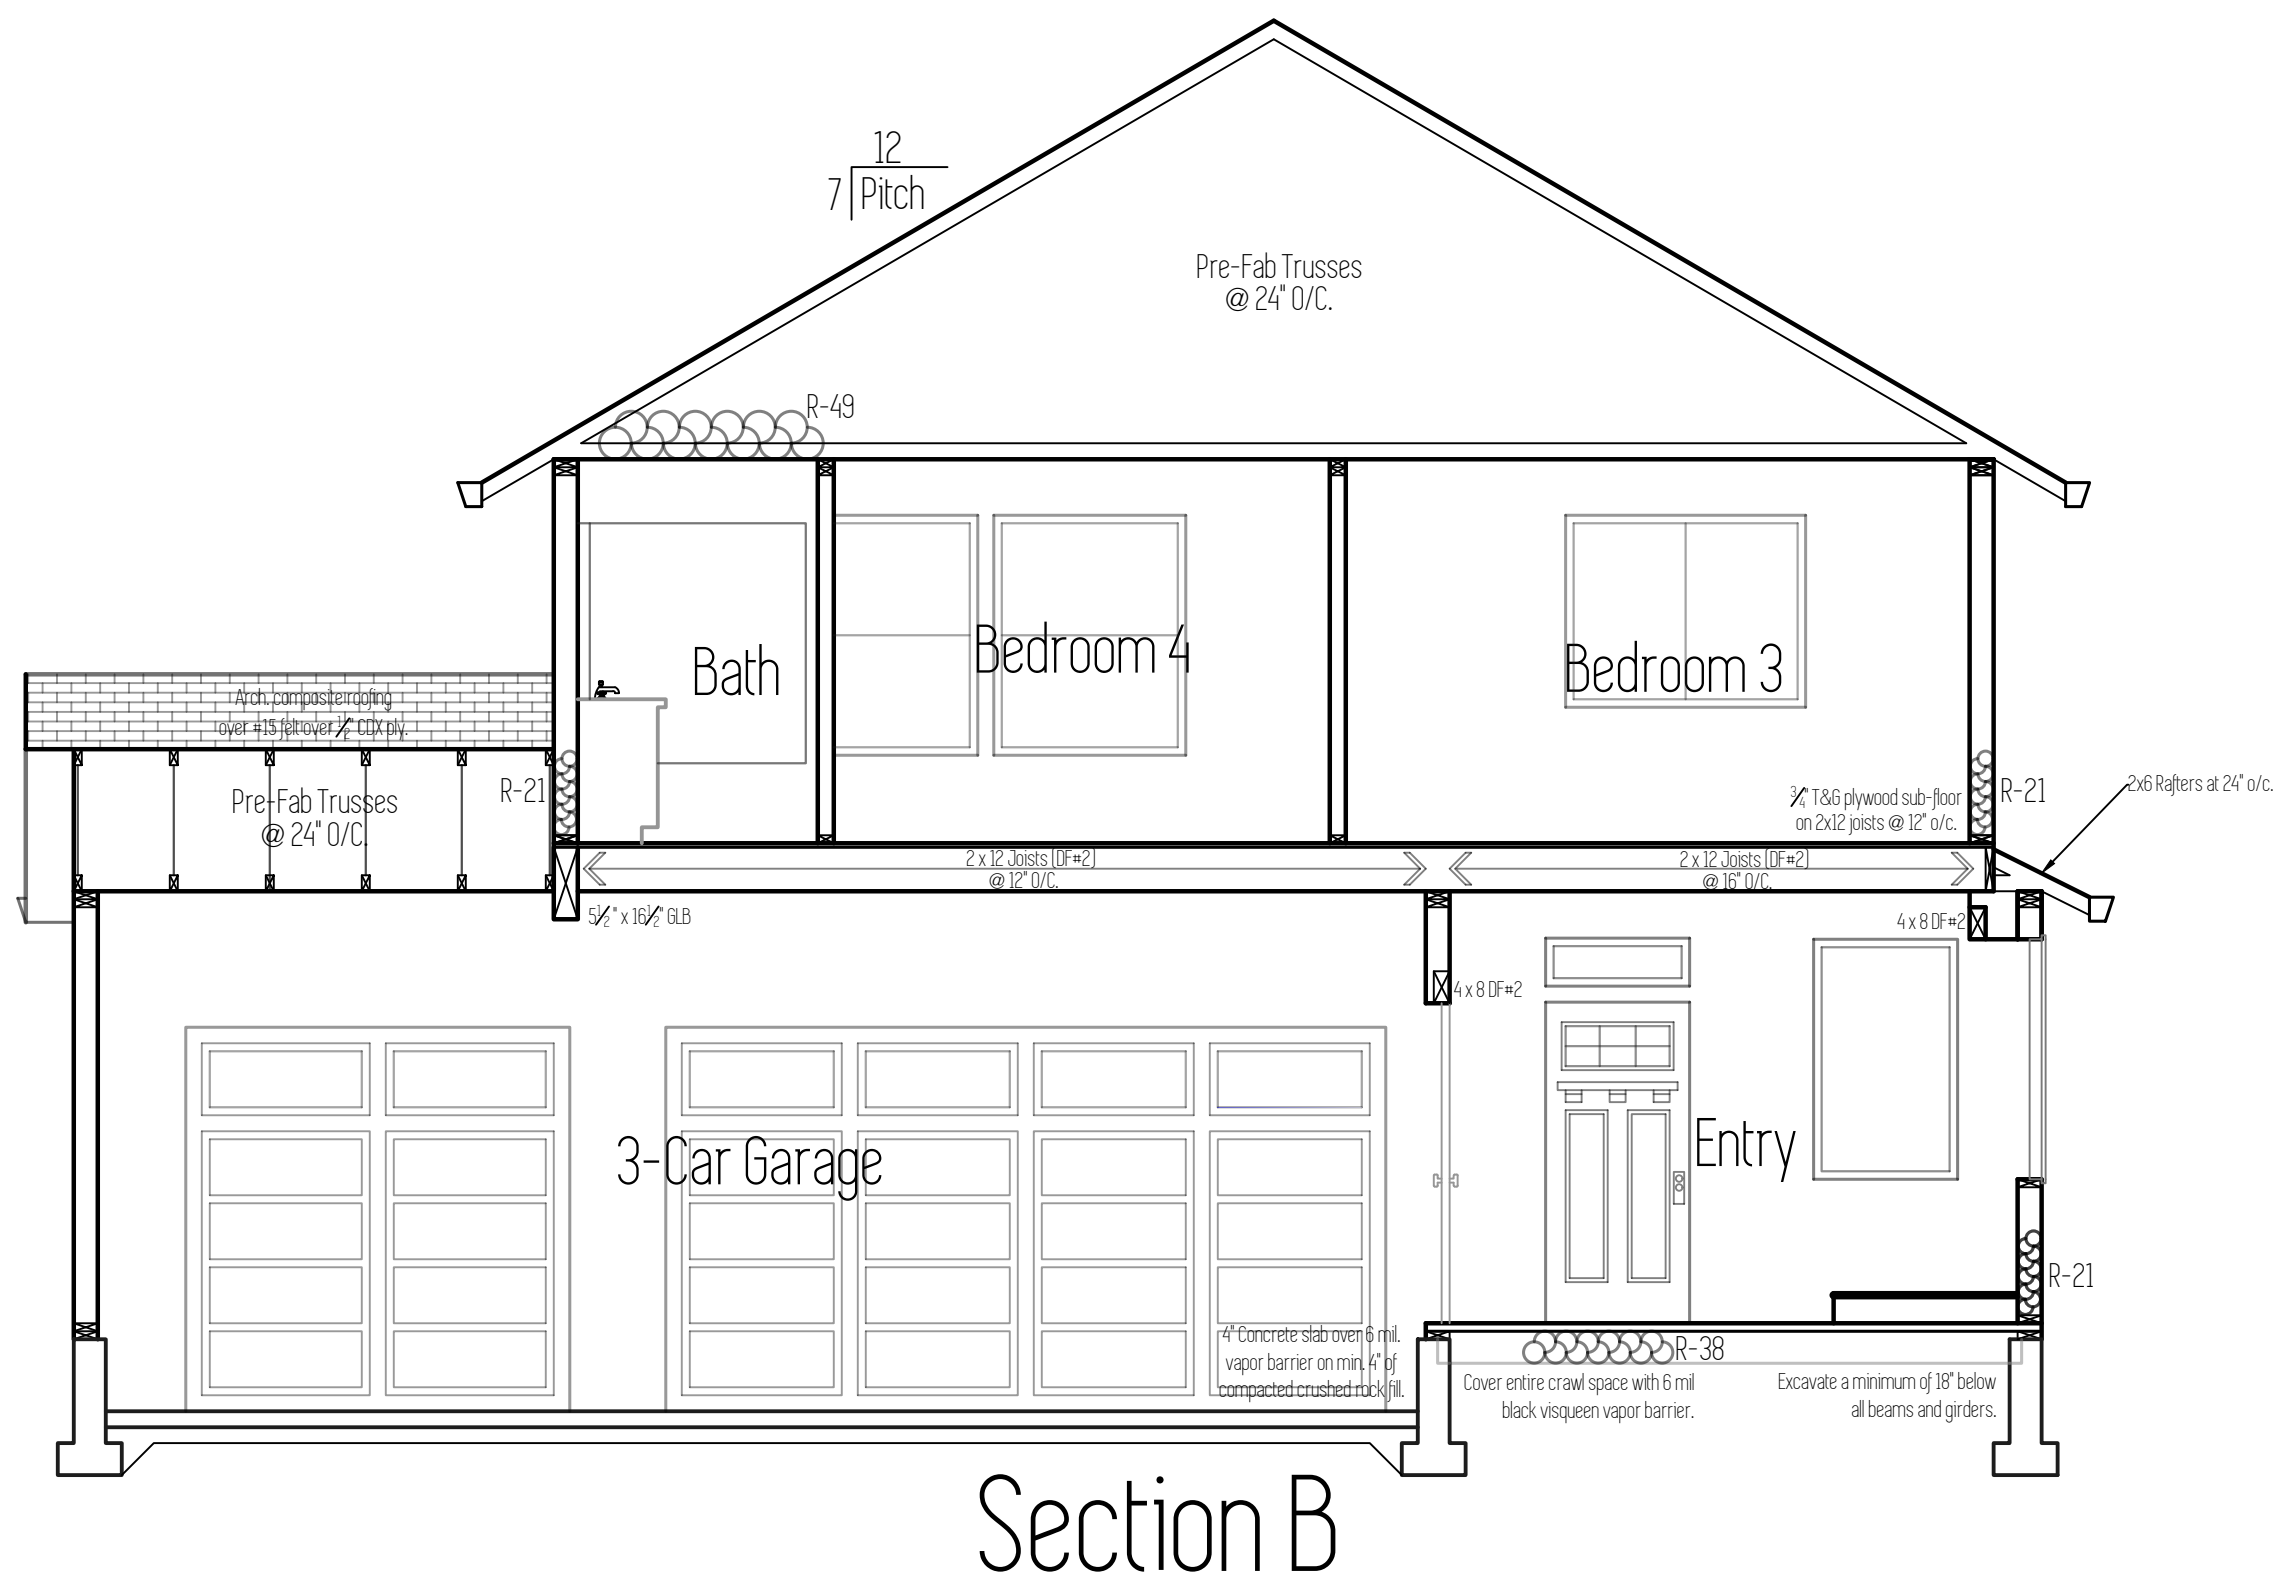 12
7 Pitch
Pre-Fab Trusses
@ 24" O/C.
R-49
Bath
Bedroom 4
Bedroom 3
Arch. composite roofing
over #15 felt over 1/2" CDX ply.
Pre-Fab Trusses
@ 24" O/C.
R-21
3/4" T&G plywood sub-floor
on 2x12 joists @ 12" o/c.
R-21
2x6 Rafters at 24" o/c.
2 x 12 Joists (DF#2)
@ 12" O/C.
2 x 12 Joists (DF#2)
@ 16" O/C.
5 1/2" x 16 1/2" GLB
4 x 8 DF#2
4 x 8 DF#2
3-Car Garage
Entry
R-21
4" Concrete slab over 6 mil.
vapor barrier on min. 4" of
compacted crushed rock fill.
R-38
Cover entire crawl space with 6 mil
black visqueen vapor barrier.
Excavate a minimum of 18" below
all beams and girders.
Section B